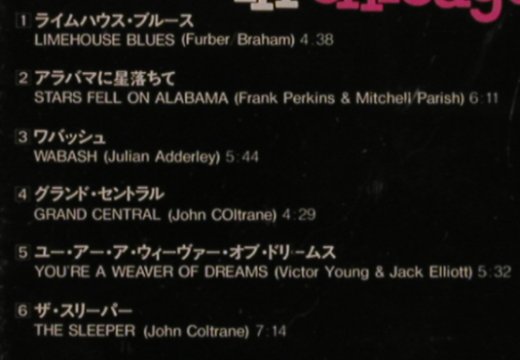 in chicago
1 ライムハウス・ブルース
LIMEHOUSE BLUES (Furber/Braham) 4:38
2 アラバマに星落ちて
STARS FELL ON ALABAMA (Frank Perkins & Mitchell/Parish) 6:11
3 ワバッシュ
WABASH (Julian Adderley) 5:44
4 グランド・セントラル
GRAND CENTRAL (John COltrane) 4:29
5 ユー・アー・ア・ウィーヴァー・オブ・ドリームス
YOU'RE A WEAVER OF DREAMS (Victor Young & Jack Elliott) 5:32
6 ザ・スリーパー
THE SLEEPER (John Coltrane) 7:14